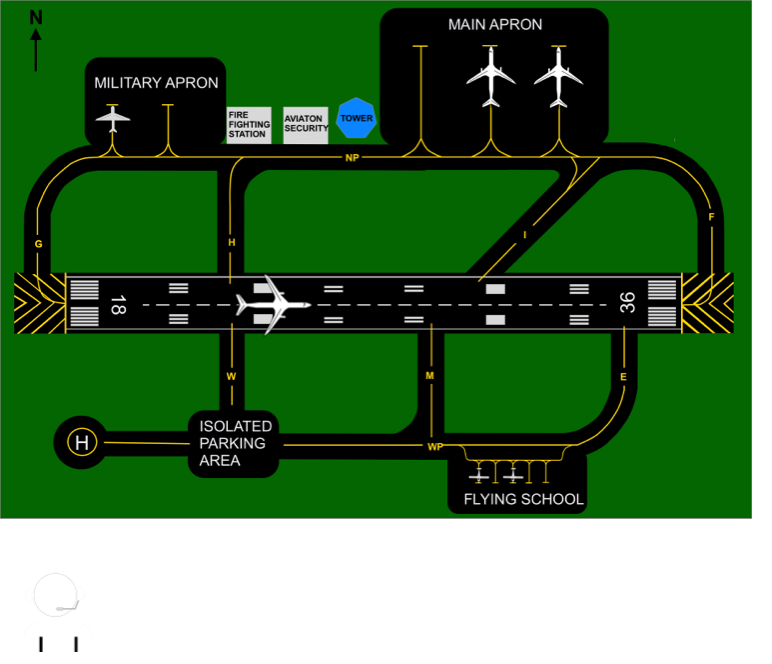 N
MAIN APRON
MILITARY APRON
FIRE
FIGHTING
STATION
AVIATON
SECURITY
TOWER
NP
G
H
I
F
18
36
W
M
E
H
ISOLATED
PARKING
AREA
WP
FLYING SCHOOL